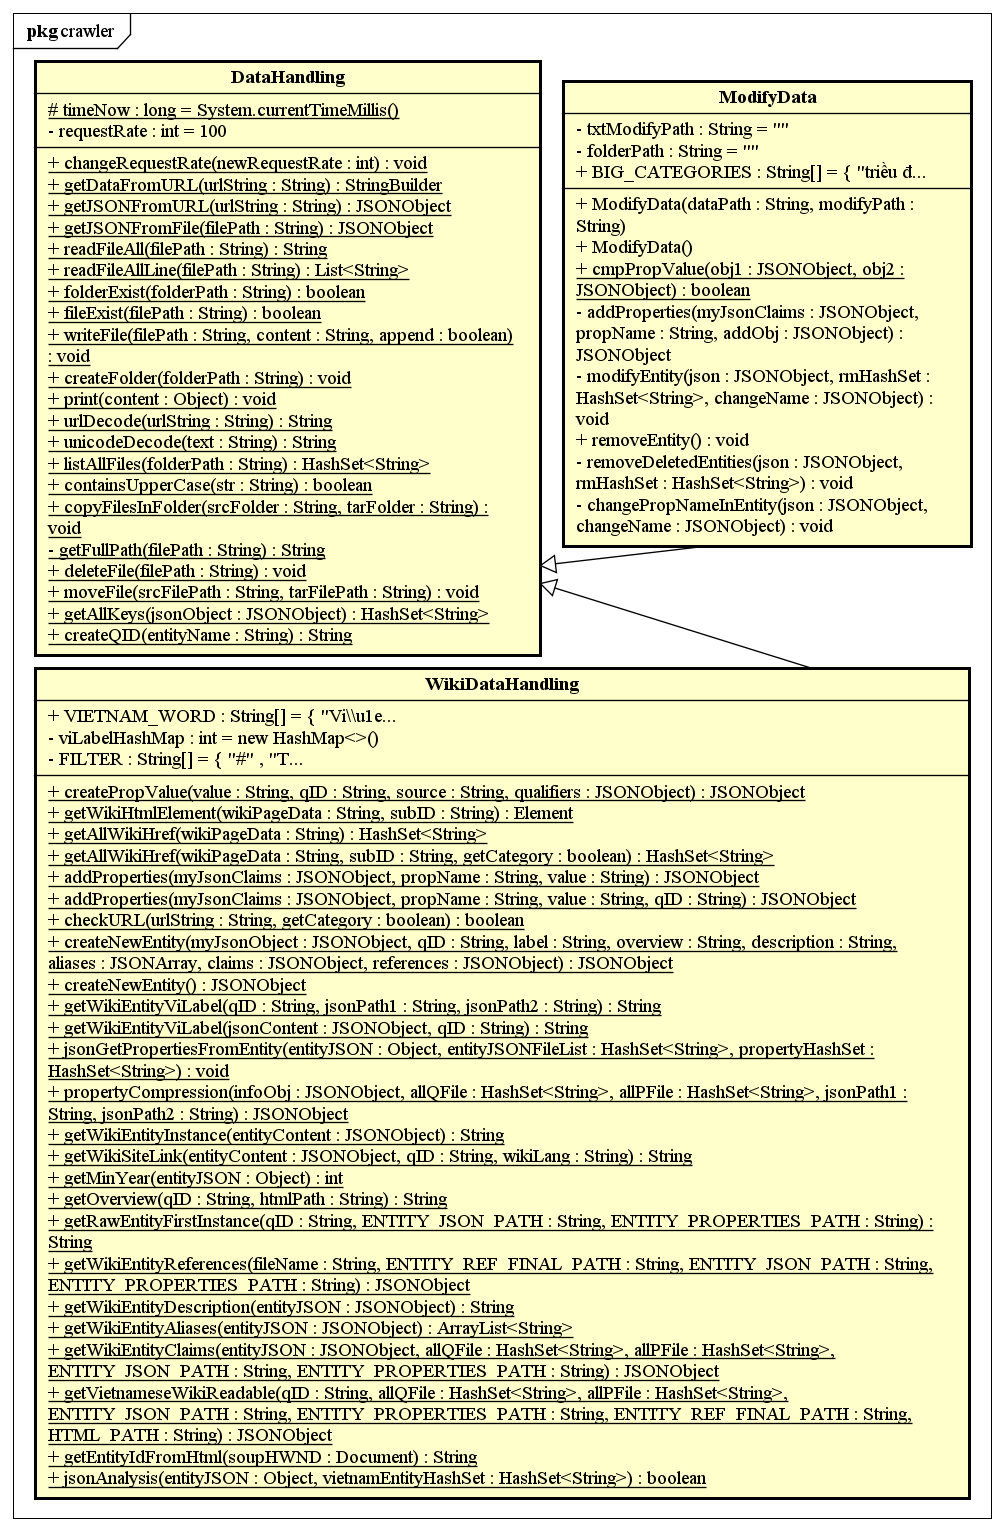 pkg crawler
DataHandling
# timeNow : long = System.currentTimeMillis()
- requestRate : int = 100
+ changeRequestRate(newRequestRate : int) : void
+ getDataFromURL(urlString : String) : StringBuilder
+ getJSONFromURL(urlString : String) : JSONObject
+ getJSONFromFile(filePath : String) : JSONObject
+ readFileAll(filePath : String) : String
+ readFileAllLine(filePath : String) : List<String>
+ folderExist(folderPath : String) : boolean
+ fileExist(filePath : String) : boolean
+ writeFile(filePath : String, content : String, append : boolean)
: void
+ createFolder(folderPath : String) : void
+ print(content : Object) : void
+ urlDecode(urlString : String) : String
+ unicodeDecode(text : String) : String
+ listAllFiles(folderPath : String) : HashSet<String>
+ containsUpperCase(str : String) : boolean
+ copyFilesInFolder(srcFolder : String, tarFolder : String) :
void
- getFullPath(filePath : String) : String
+ deleteFile(filePath : String) : void
+ moveFile(srcFilePath : String, tarFilePath : String) : void
+ getAllKeys(jsonObject : JSONObject) : HashSet<String>
+ createQID(entityName : String) : String
ModifyData
- txtModifyPath : String = ""
- folderPath : String = ""
+ BIG_CATEGORIES : String[] = { "triều đ...
+ ModifyData(dataPath : String, modifyPath :
String)
+ ModifyData()
+ cmpPropValue(obj1 : JSONObject, obj2 :
JSONObject) : boolean
- addProperties(myJsonClaims : JSONObject,
propName : String, addObj : JSONObject) :
JSONObject
- modifyEntity(json : JSONObject, rmHashSet :
HashSet<String>, changeName : JSONObject) :
void
+ removeEntity() : void
- removeDeletedEntities(json : JSONObject,
rmHashSet : HashSet<String>) : void
- changePropNameInEntity(json : JSONObject,
changeName : JSONObject) : void
WikiDataHandling
+ VIETNAM_WORD : String[] = { "Vi\\u1e...
- viLabelHashMap : int = new HashMap<>()
- FILTER : String[] = { "#" , "T...
+ createPropValue(value : String, qID : String, source : String, qualifiers : JSONObject) : JSONObject
+ getWikiHtmlElement(wikiPageData : String, subID : String) : Element
+ getAllWikiHref(wikiPageData : String) : HashSet<String>
+ getAllWikiHref(wikiPageData : String, subID : String, getCategory : boolean) : HashSet<String>
+ addProperties(myJsonClaims : JSONObject, propName : String, value : String) : JSONObject
+ addProperties(myJsonClaims : JSONObject, propName : String, value : String, qID : String) : JSONObject
+ checkURL(urlString : String, getCategory : boolean) : boolean
+ createNewEntity(myJsonObject : JSONObject, qID : String, label : String, overview : String, description : String,
aliases : JSONArray, claims : JSONObject, references : JSONObject) : JSONObject
+ createNewEntity() : JSONObject
+ getWikiEntityViLabel(qID : String, jsonPath1 : String, jsonPath2 : String) : String
+ getWikiEntityViLabel(jsonContent : JSONObject, qID : String) : String
+ jsonGetPropertiesFromEntity(entityJSON : Object, entityJSONFileList : HashSet<String>, propertyHashSet :
HashSet<String>) : void
+ propertyCompression(infoObj : JSONObject, allQFile : HashSet<String>, allPFile : HashSet<String>, jsonPath1 :
String, jsonPath2 : String) : JSONObject
+ getWikiEntityInstance(entityContent : JSONObject) : String
+ getWikiSiteLink(entityContent : JSONObject, qID : String, wikiLang : String) : String
+ getMinYear(entityJSON : Object) : int
+ getOverview(qID : String, htmlPath : String) : String
+ getRawEntityFirstInstance(qID : String, ENTITY_JSON_PATH : String, ENTITY_PROPERTIES_PATH : String) :
String
+ getWikiEntityReferences(fileName : String, ENTITY_REF_FINAL_PATH : String, ENTITY_JSON_PATH : String,
ENTITY_PROPERTIES_PATH : String) : JSONObject
+ getWikiEntityDescription(entityJSON : JSONObject) : String
+ getWikiEntityAliases(entityJSON : JSONObject) : ArrayList<String>
+ getWikiEntityClaims(entityJSON : JSONObject, allQFile : HashSet<String>, allPFile : HashSet<String>,
ENTITY_JSON_PATH : String, ENTITY_PROPERTIES_PATH : String) : JSONObject
+ getVietnameseWikiReadable(qID : String, allQFile : HashSet<String>, allPFile : HashSet<String>,
ENTITY_JSON_PATH : String, ENTITY_PROPERTIES_PATH : String, ENTITY_REF_FINAL_PATH : String,
HTML_PATH : String) : JSONObject
+ getEntityIdFromHtml(soupHWND : Document) : String
+ jsonAnalysis(entityJSON : Object, vietnamEntityHashSet : HashSet<String>) : boolean